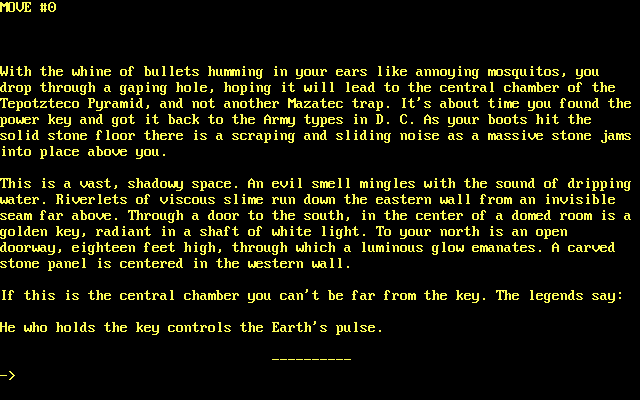 MOVE #0
With the whine of bullets humming in your ears like annoying mosquitos, you
drop through a gaping hole, hoping it will lead to the central chamber of the
Tepotzteco Pyramid, and not another Mazatec trap. It's about time you found the
power key and got it back to the Army types in D. C. As your boots hit the
solid stone floor there is a scraping and sliding noise as a massive stone jams
into place above you.
This is a vast, shadowy space. An evil smell mingles with the sound of dripping
water. Riverlets of viscous slime run down the eastern wall from an invisible
seam far above. Through a door to the south, in the center of a domed room is a
golden key, radiant in a shaft of white light. To your north is an open
doorway, eighteen feet high, through which a luminous glow emanates. A carved
stone panel is centered in the western wall.
If this is the central chamber you can't be far from the key. The legends say:
He who holds the key controls the Earth's pulse.
__________
->